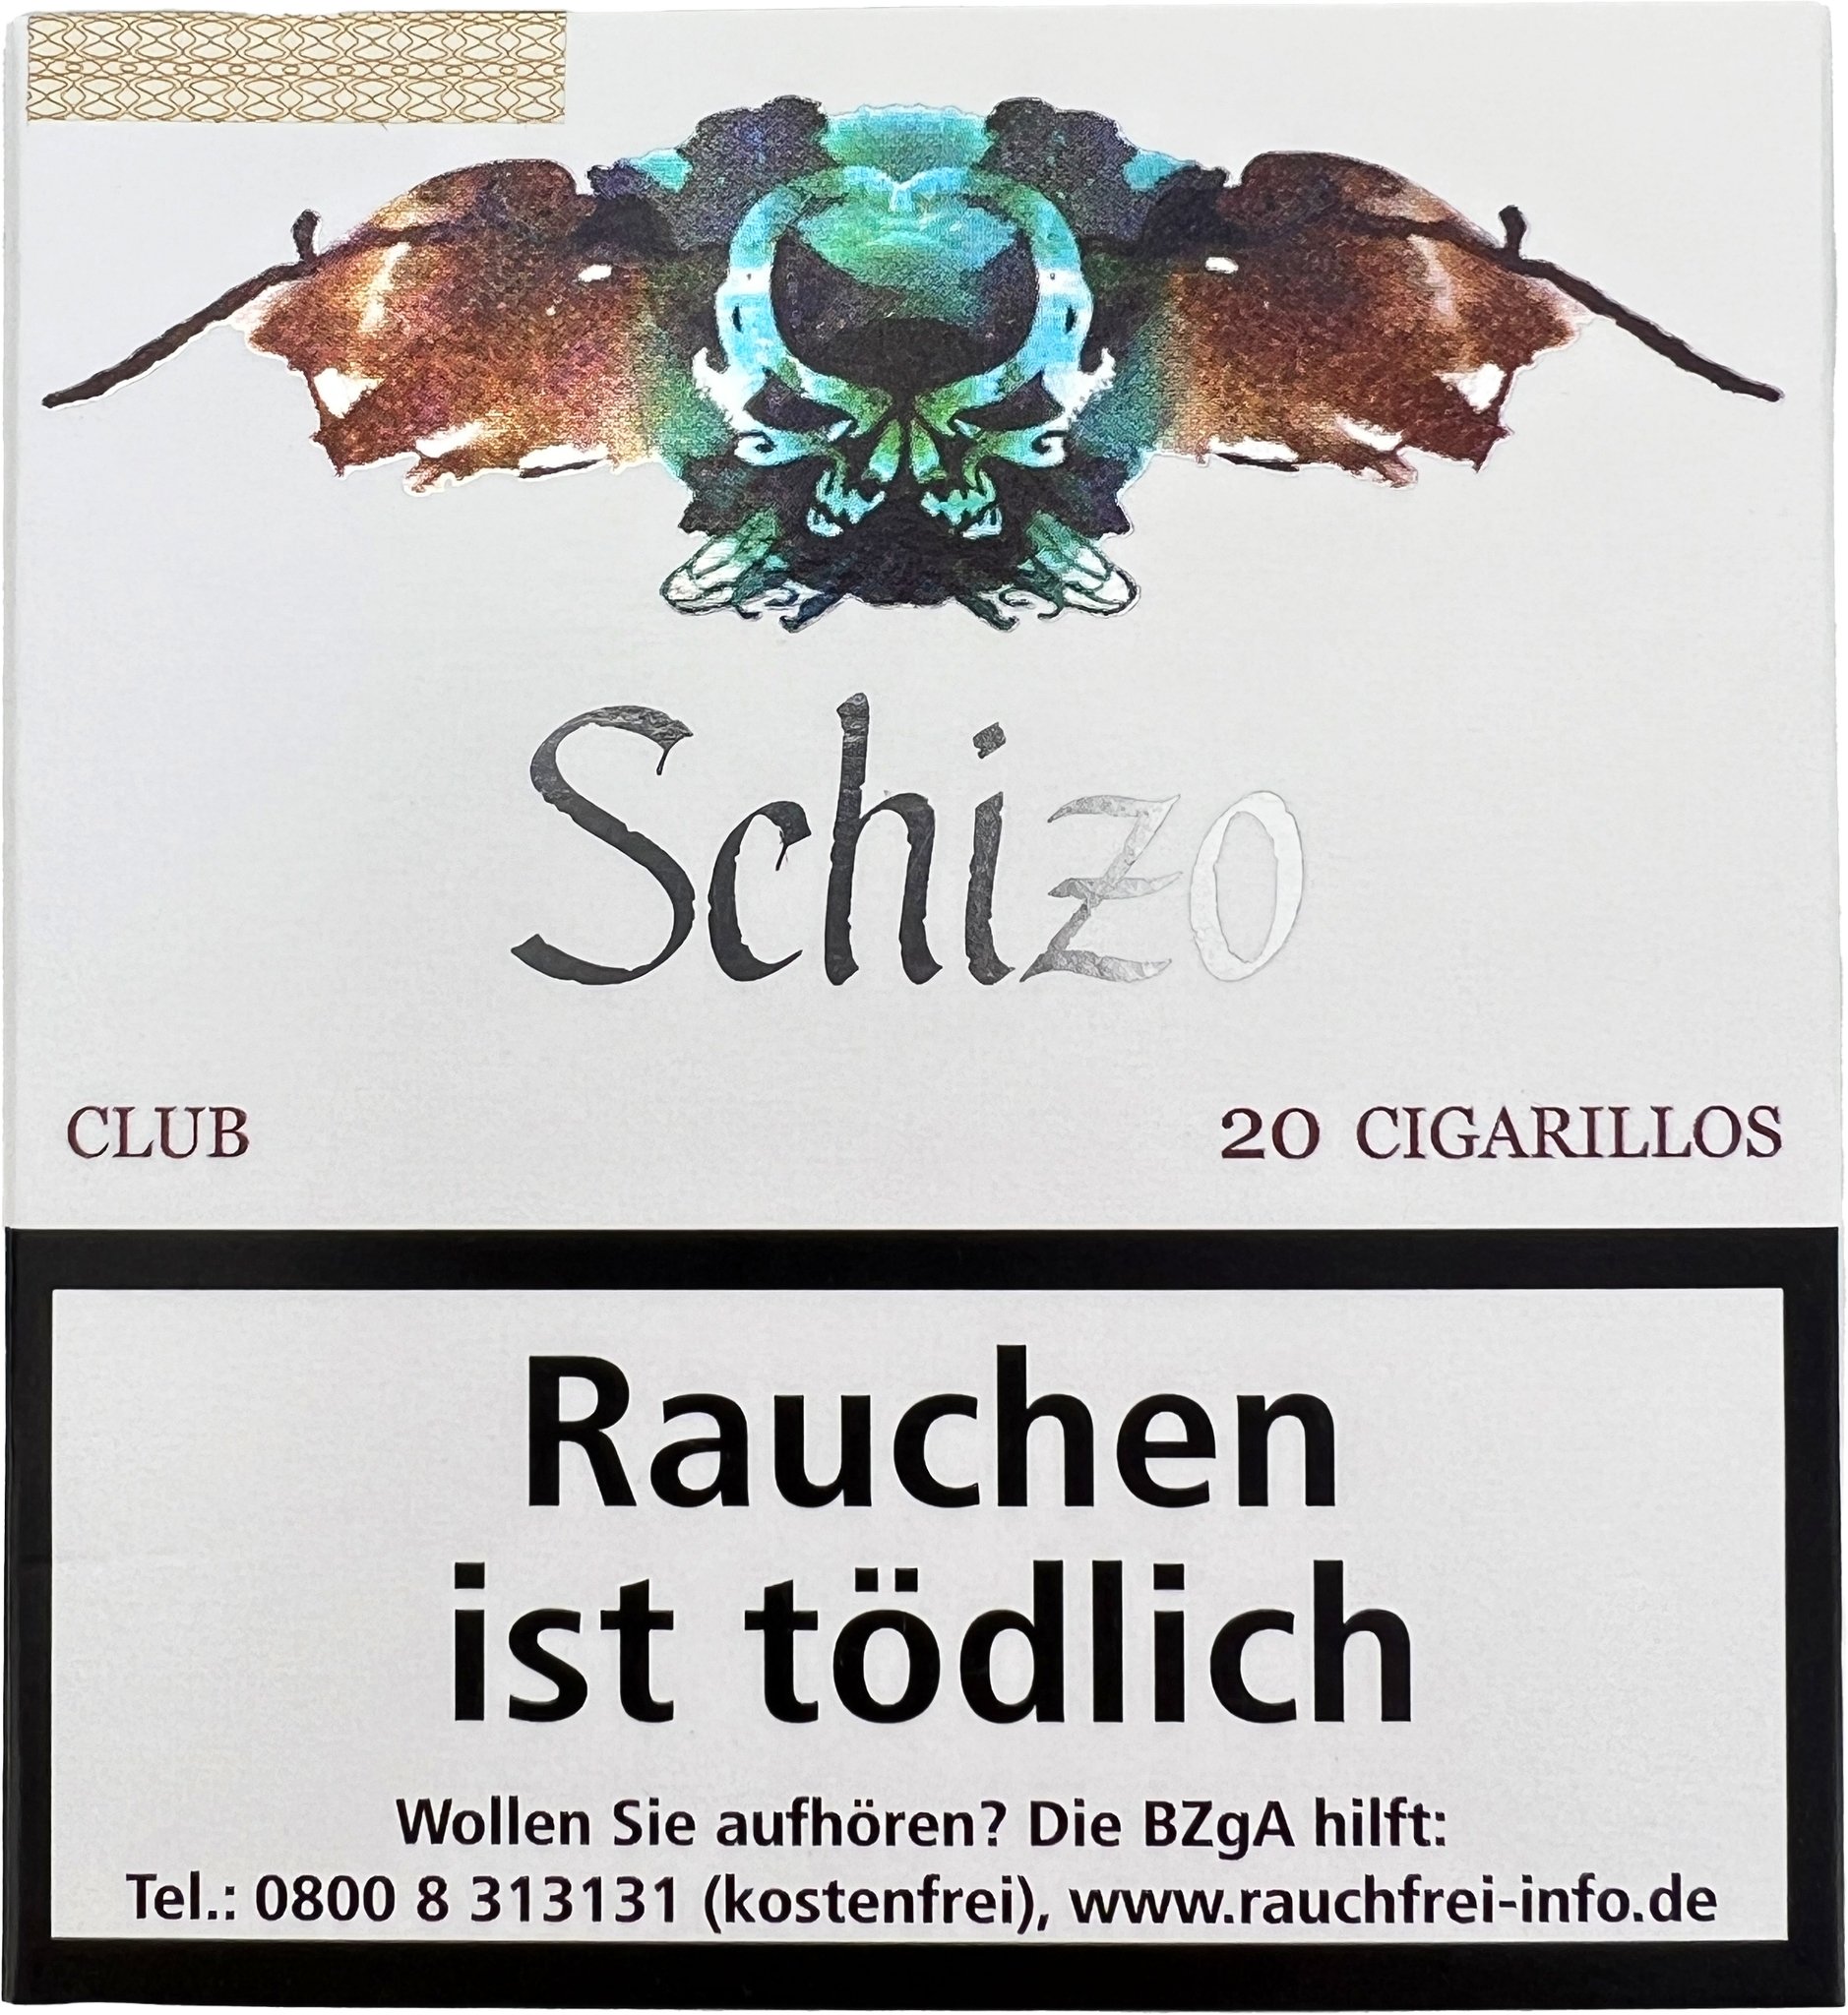 Schizo
CLUB 20 CIGARILLOS
Rauchen
ist tödlich
Wollen Sie aufhören? Die BZgA hilft:
Tel.: 0800 8 313131 (kostenfrei), www.rauchfrei-info.de